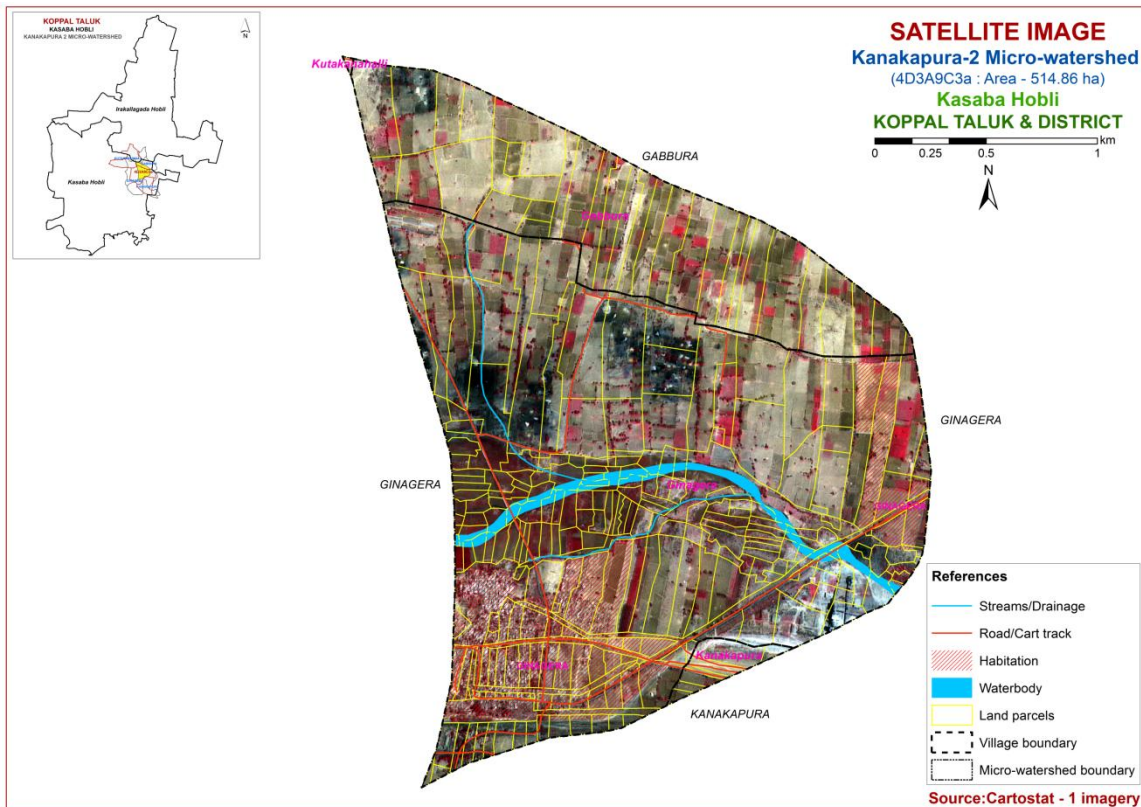 KOPPAL TALUK
KASABA HOBLI
KANAKAPURA 2 MICRO-WATERSHED
N
Irakallagada Hobli
Kasaba Hobli
SATELLITE IMAGE
Kanakapura-2 Micro-watershed
(4D3A9C3a : Area - 514.86 ha)
Kasaba Hobli
KOPPAL TALUK & DISTRICT
km
0 0.25 0.5 1
N
GABBURA
Gabbura
GINAGERA
GINAGERA
Ginagera
GINAGERA
Kanakapura
GINAGERA
KANAKAPURA
References
Streams/Drainage
Road/Cart track
Habitation
Waterbody
Land parcels
Village boundary
Micro-watershed boundary
Source:Cartostat - 1 imagery